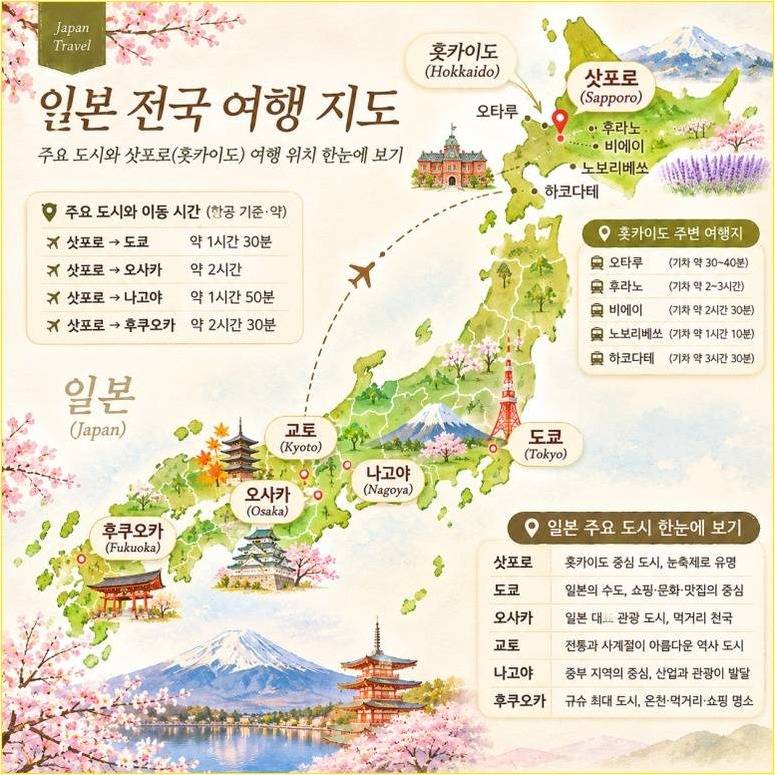 Japan
Travel
일본 전국 여행 지도
주요 도시와 삿포로(홋카이도) 여행 위치 한눈에 보기
주요 도시와 이동 시간 (항공 기준·약)
삿포로 → 도쿄 약 1시간 30분
삿포로 → 오사카 약 2시간
삿포로 → 나고야 약 1시간 50분
삿포로 → 후쿠오카 약 2시간 30분
홋카이도
(Hokkaido)
삿포로
(Sapporo)
오타루
후라노
비에이
노보리베쓰
하코다테
홋카이도 주변 여행지
오타루 (기차 약 30~40분)
후라노 (기차 약 2~3시간)
비에이 (기차 약 2시간 30분)
노보리베쓰 (기차 약 1시간 10분)
하코다테 (기차 약 3시간 30분)
일본
(Japan)
교토
(Kyoto)
도쿄
(Tokyo)
나고야
(Nagoya)
오사카
(Osaka)
후쿠오카
(Fukuoka)
일본 주요 도시 한눈에 보기
삿포로 홋카이도 중심 도시, 눈축제로 유명
도쿄 일본의 수도, 쇼핑·문화·맛집의 중심
오사카 일본 대표 관광 도시, 먹거리 천국
교토 전통과 사계절이 아름다운 역사 도시
나고야 중부 지역의 중심, 산업과 관광이 발달
후쿠오카 규슈 최대 도시, 온천·먹거리·쇼핑 명소